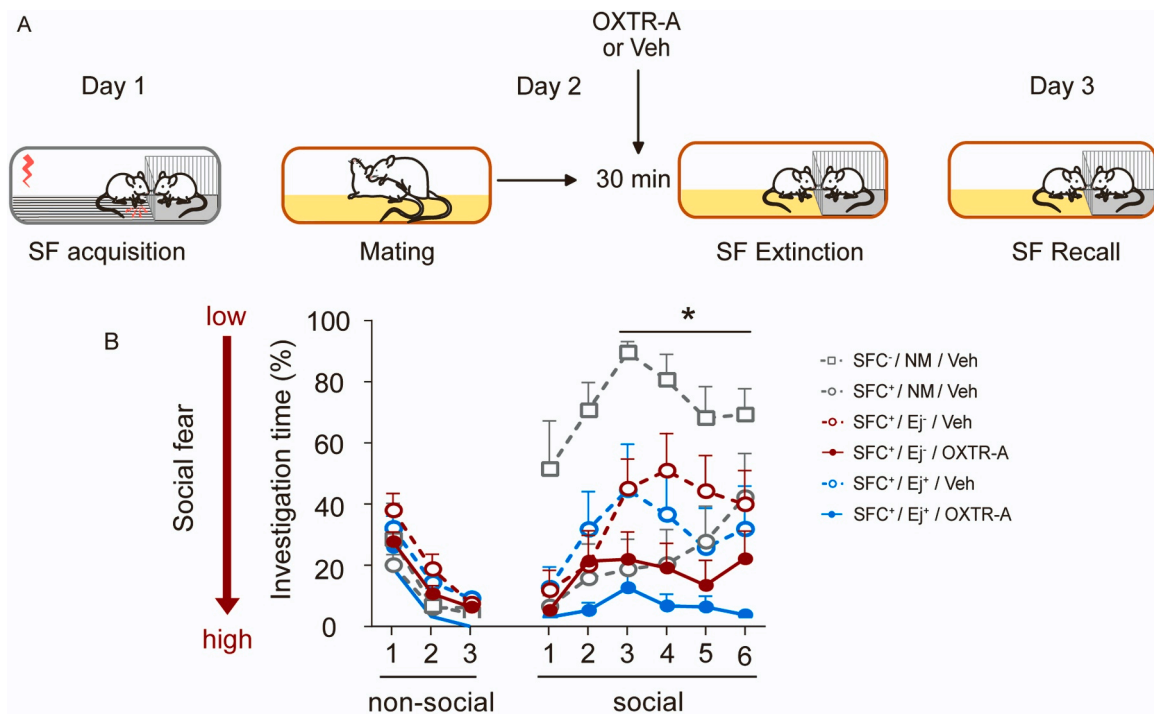 A
OXTR-A
or Veh
Day 1
Day 2
Day 3
30 min
SF acquisition
Mating
SF Extinction
SF Recall
B
low
Social fear
high
Investigation time (%)
100
80
60
40
20
0
*
1 2 3
non-social
1 2 3 4 5 6
social
SFC⁻ / NM / Veh
SFC⁺ / NM / Veh
SFC⁺ / Ej⁻ / Veh
SFC⁺ / Ej⁻ / OXTR-A
SFC⁺ / Ej⁺ / Veh
SFC⁺ / Ej⁺ / OXTR-A